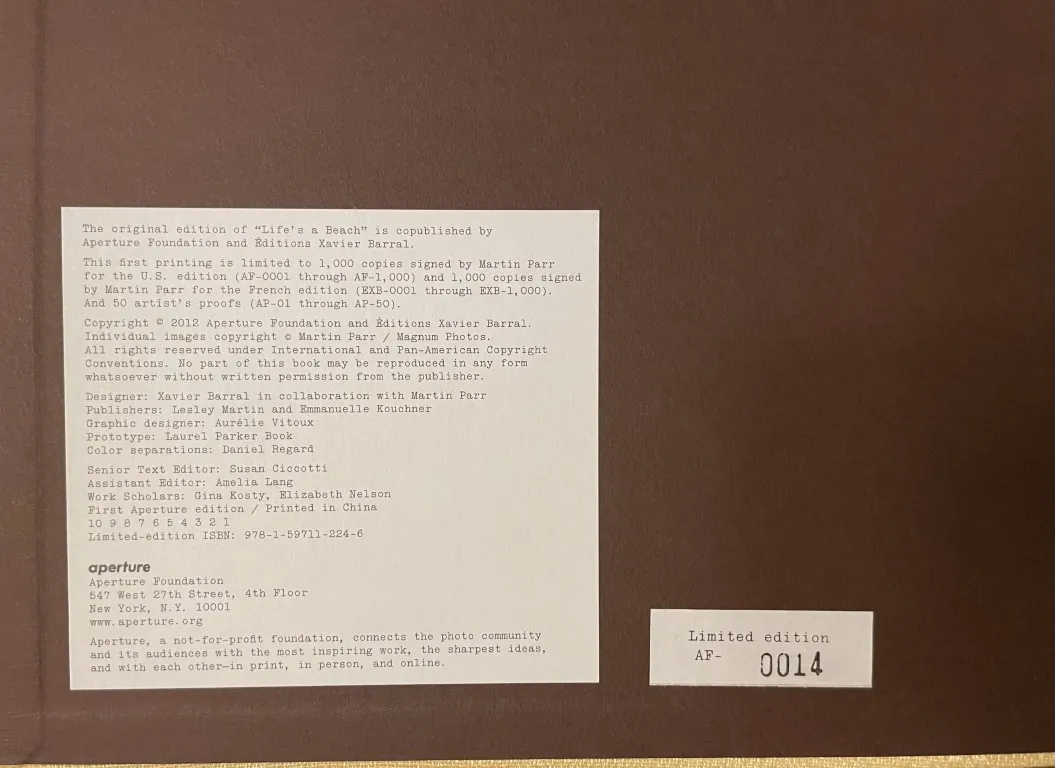 The original edition of “Life’s a Beach” is copublished by
Aperture Foundation and Éditions Xavier Barral.
This first printing is limited to 1,000 copies signed by Martin Parr
for the U.S. edition (AF-0001 through AF-1,000) and 1,000 copies signed
by Martin Parr for the French edition (EXB-0001 through EXB-1,000).
And 50 artist’s proofs (AP-01 through AP-50).
Copyright © 2012 Aperture Foundation and Éditions Xavier Barral.
Individual images copyright © Martin Parr / Magnum Photos.
All rights reserved under International and Pan-American Copyright
Conventions. No part of this book may be reproduced in any form
whatsoever without written permission from the publisher.
Designer: Xavier Barral in collaboration with Martin Parr
Publishers: Lesley Martin and Emmanuelle Kouchner
Graphic designer: Aurélie Vitoux
Prototype: Laurel Parker Book
Color separations: Daniel Regard
Senior Text Editor: Susan Ciccotti
Assistant Editor: Amelia Lang
Work Scholars: Gina Kosty, Elizabeth Nelson
First Aperture edition / Printed in China
10 9 8 7 6 5 4 3 2 1
Limited-edition ISBN: 978-1-59711-224-6
aperture
Aperture Foundation
547 West 27th Street, 4th Floor
New York, N.Y. 10001
www.aperture.org
Aperture, a not-for-profit foundation, connects the photo community
and its audiences with the most inspiring work, the sharpest ideas,
and with each other—in print, in person, and online.
Limited edition
AF- 0014